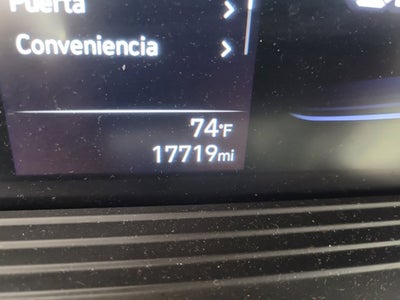 Puerta >
Conveniencia >
74°F
17719mi